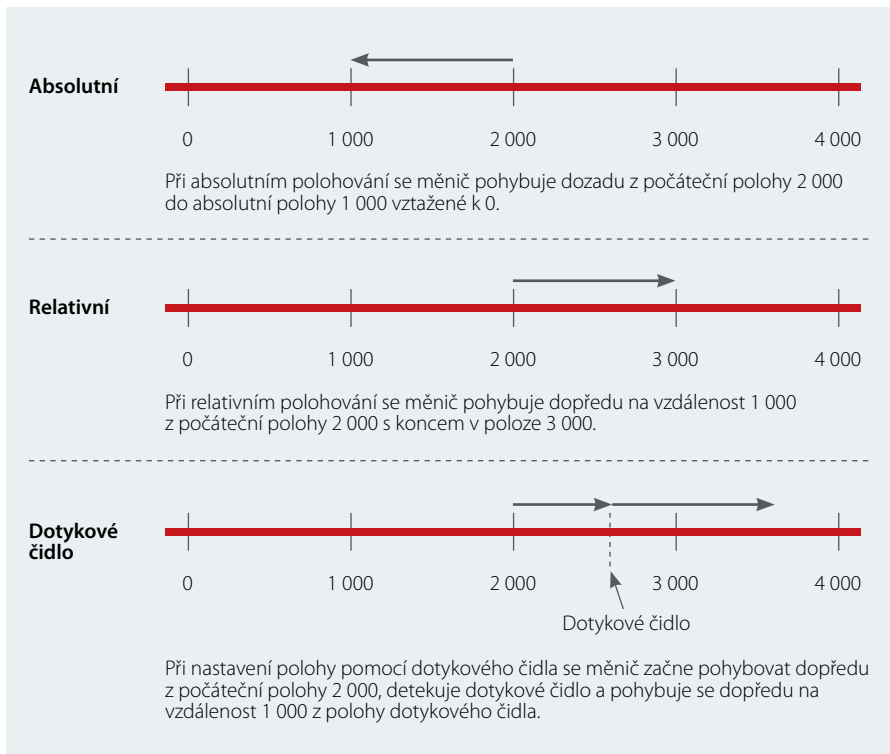 Absolutní
0 1 000 2 000 3 000 4 000
Při absolutním polohování se měnič pohybuje dozadu z počáteční polohy 2 000
do absolutní polohy 1 000 vztažené k 0.
Relativní
0 1 000 2 000 3 000 4 000
Při relativním polohování se měnič pohybuje dopředu na vzdálenost 1 000
z počáteční polohy 2 000 s koncem v poloze 3 000.
Dotykové
čidlo
0 1 000 2 000 3 000 4 000
Dotykové čidlo
Při nastavení polohy pomocí dotykového čidla se měnič začne pohybovat dopředu
z počáteční polohy 2 000, detekuje dotykové čidlo a pohybuje se dopředu na
vzdálenost 1 000 z polohy dotykového čidla.